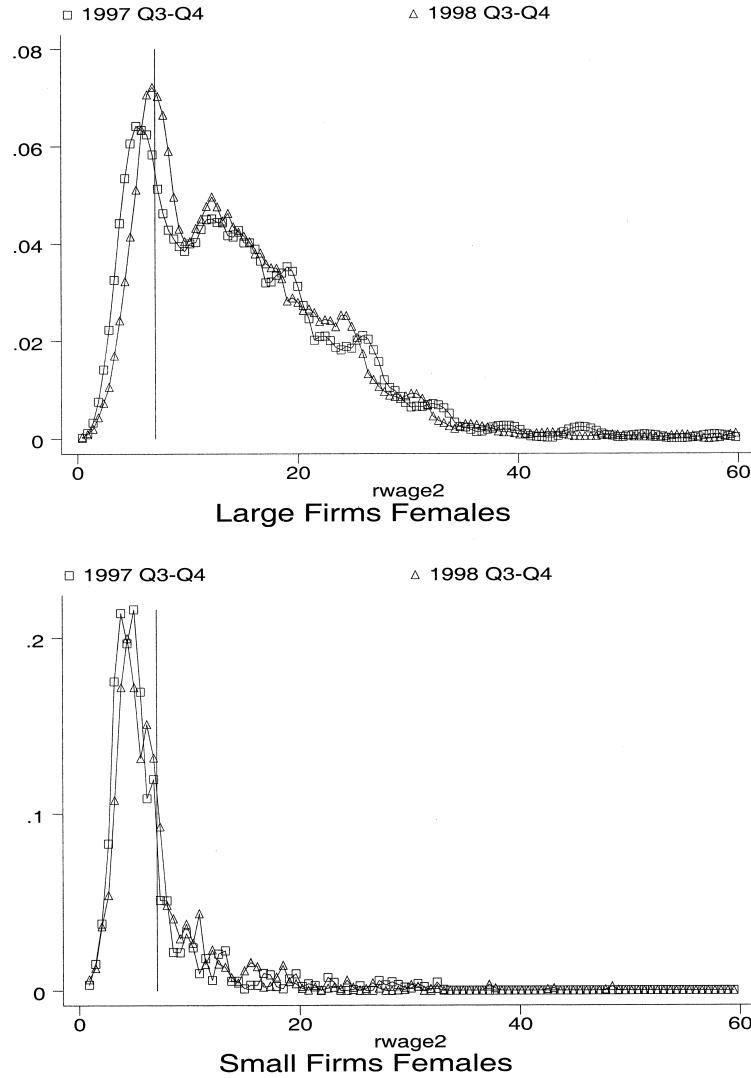 1997 Q3-Q4 1998 Q3-Q4
.08
.06
.04
.02
0
0 20 40 60
rwage2
Large Firms Females
1997 Q3-Q4 1998 Q3-Q4
.2
.1
0
0 20 40 60
rwage2
Small Firms Females